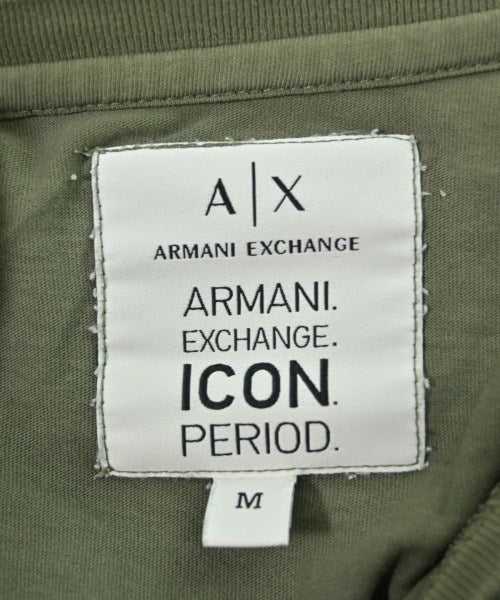 A|X
ARMANI EXCHANGE
ARMANI.
EXCHANGE.
ICON.
PERIOD.
M